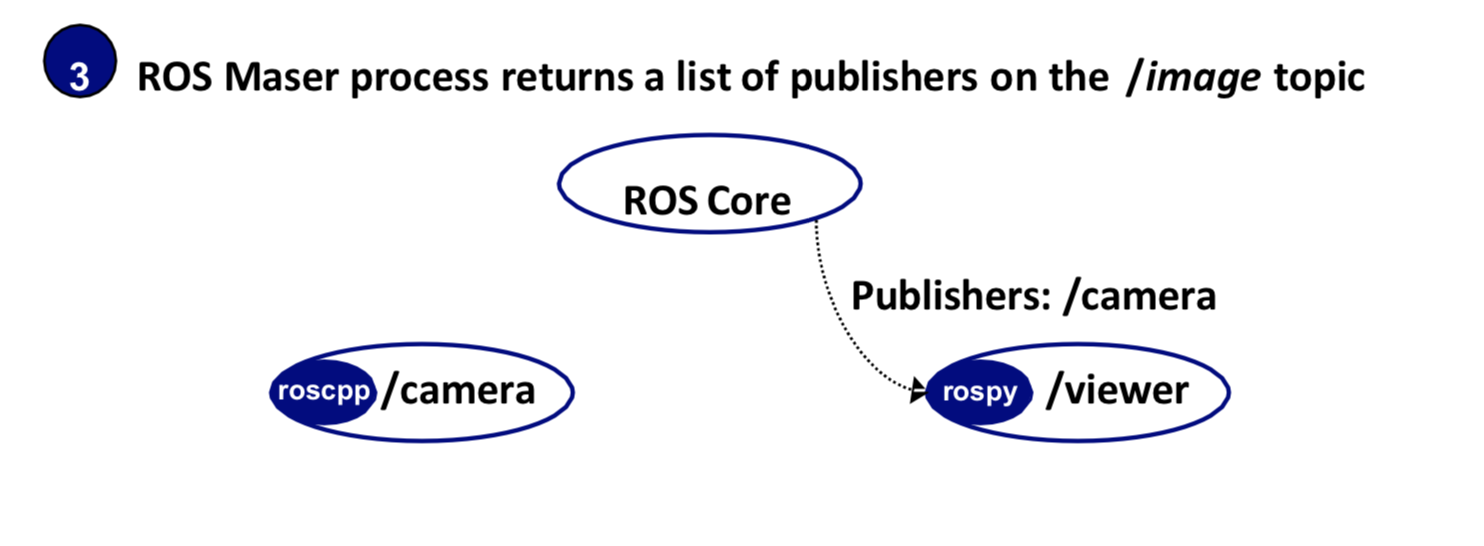 3 ROS Maser process returns a list of publishers on the /image topic
ROS Core
Publishers: /camera
roscpp /camera
rospy /viewer